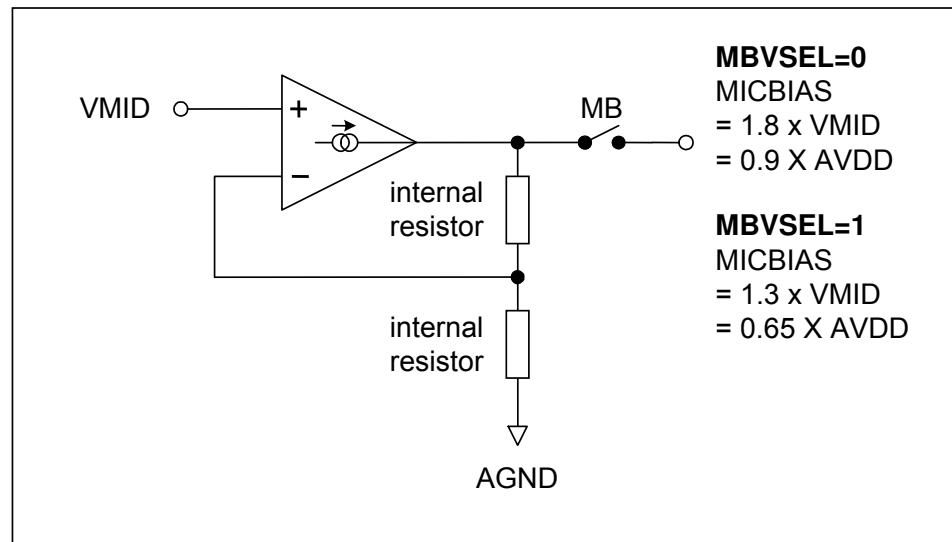 VMID
+
−
MB
internal
resistor
internal
resistor
AGND
MBVSEL=0
MICBIAS
= 1.8 x VMID
= 0.9 X AVDD
MBVSEL=1
MICBIAS
= 1.3 x VMID
= 0.65 X AVDD